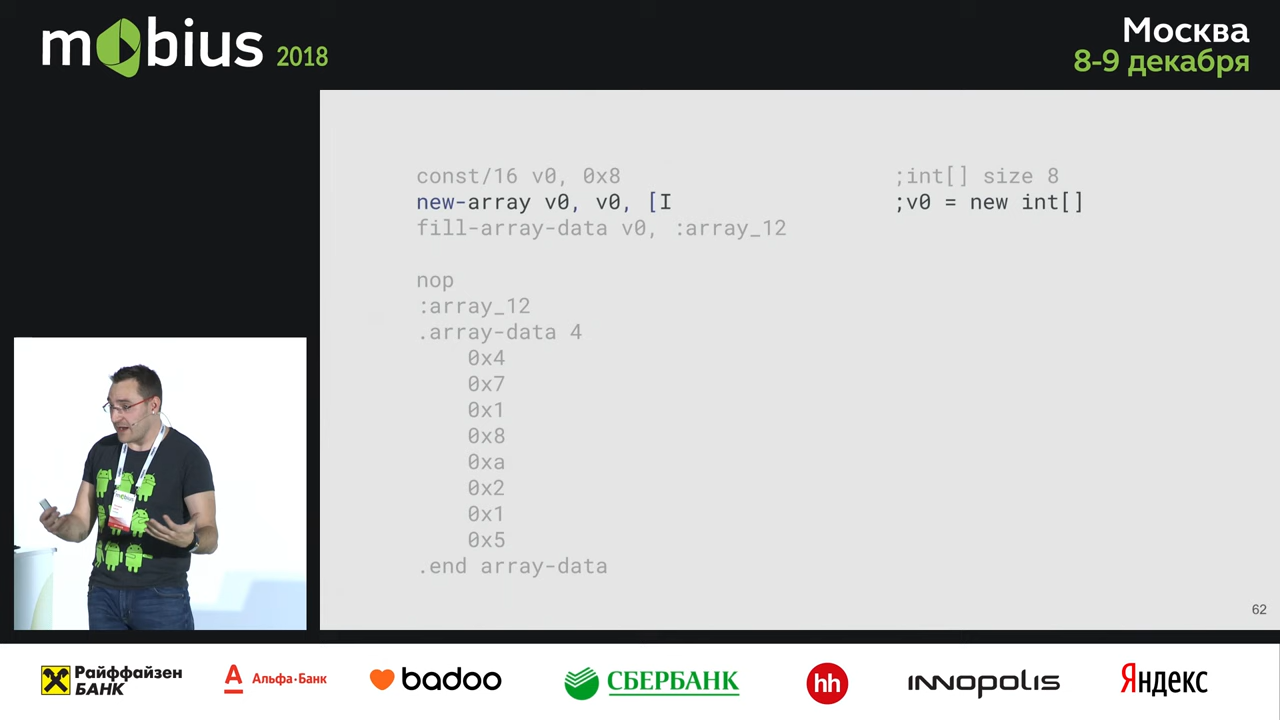 mobius 2018
Москва
8-9 декабря
const/16 v0, 0x8 ;int[] size 8
new-array v0, v0, [I ;v0 = new int[]
fill-array-data v0, :array_12
nop
:array_12
.array-data 4
0x4
0x7
0x1
0x8
0xa
0x2
0x1
0x5
.end array-data
62
mobius
Райффайзен БАНК
А Альфа·Банк
badoo
СБЕРБАНК
hh
INNOPOLIS
Яндекс